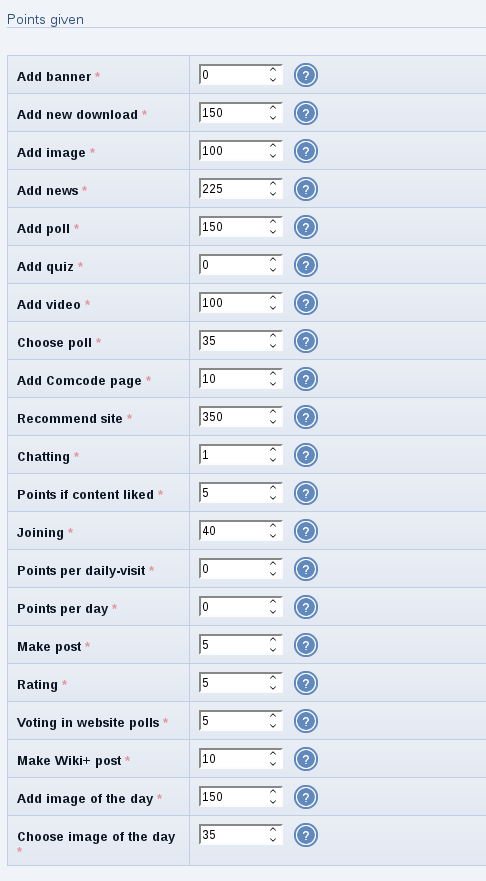 Points given
Add banner * 0 ?
Add new download * 150 ?
Add image * 100 ?
Add news * 225 ?
Add poll * 150 ?
Add quiz * 0 ?
Add video * 100 ?
Choose poll * 35 ?
Add Comcode page * 10 ?
Recommend site * 350 ?
Chatting * 1 ?
Points if content liked * 5 ?
Joining * 40 ?
Points per daily-visit * 0 ?
Points per day * 0 ?
Make post * 5 ?
Rating * 5 ?
Voting in website polls * 5 ?
Make Wiki+ post * 10 ?
Add image of the day * 150 ?
Choose image of the day 35 ?
*